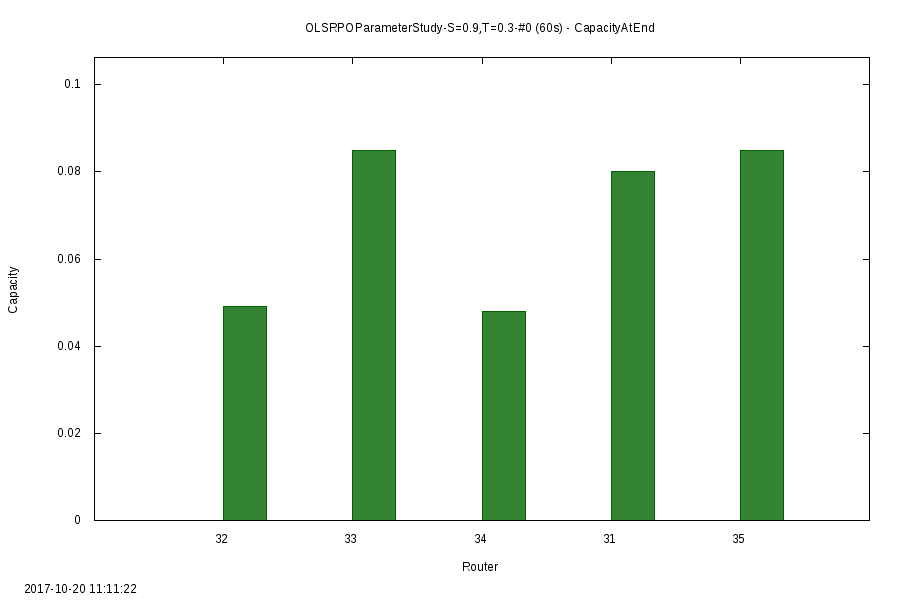 OLSRPOParameterStudy-S=0.9,T=0.3-#0 (60s) - CapacityAtEnd
0.1
0.08
0.06
0.04
0.02
0
Capacity
32 33 34 31 35
Router
2017-10-20 11:11:22